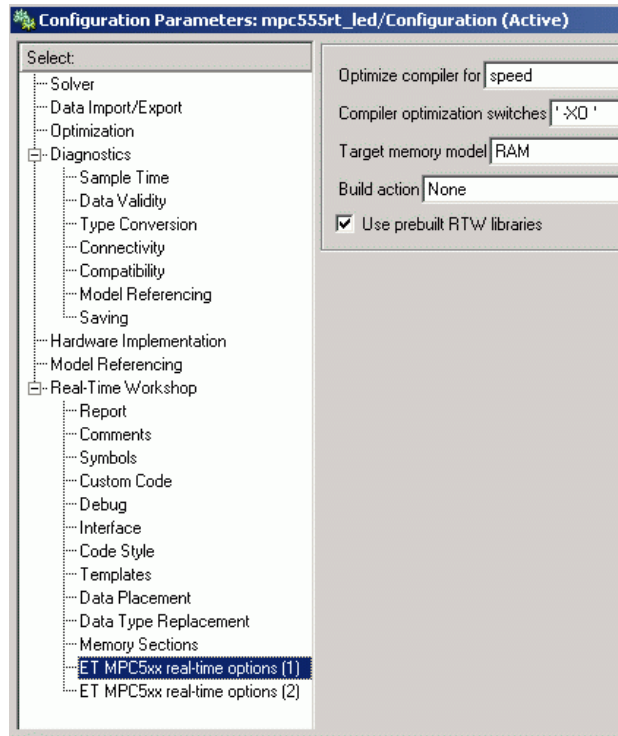 Configuration Parameters: mpc555rt_led/Configuration (Active)
Select:
Solver
Data Import/Export
Optimization
Diagnostics
Sample Time
Data Validity
Type Conversion
Connectivity
Compatibility
Model Referencing
Saving
Hardware Implementation
Model Referencing
Real-Time Workshop
Report
Comments
Symbols
Custom Code
Debug
Interface
Code Style
Templates
Data Placement
Data Type Replacement
Memory Sections
ET MPC5xx real-time options (1)
ET MPC5xx real-time options (2)
Optimize compiler for speed
Compiler optimization switches '-XO '
Target memory model RAM
Build action None
Use prebuilt RTW libraries